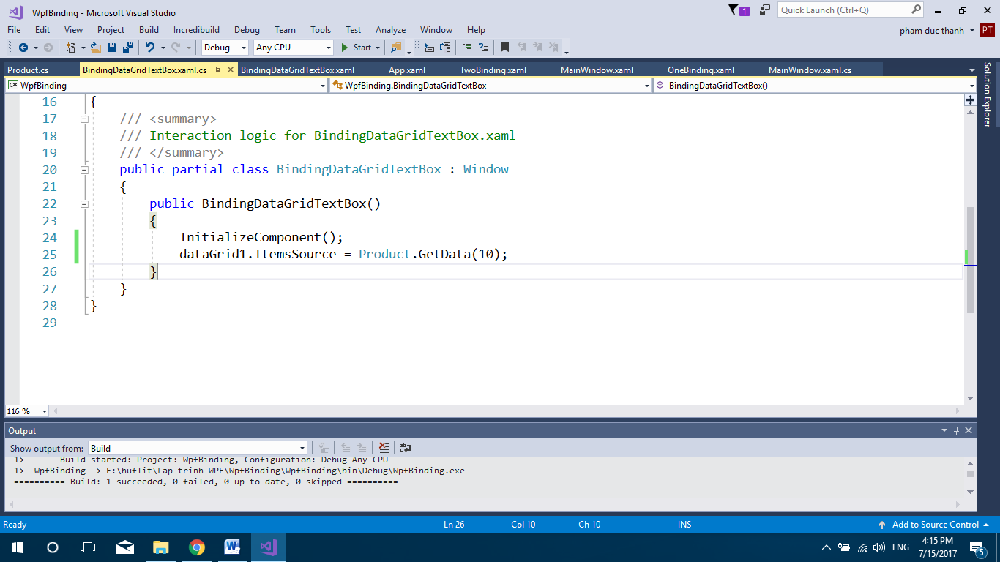 WpfBinding - Microsoft Visual Studio
1
Quick Launch (Ctrl+Q)
File Edit View Project Build Incredibuild Debug Team Tools Test Analyze Window Help
pham duc thanh PT
Debug Any CPU Start
Product.cs BindingDataGridTextBox.xaml.cs BindingDataGridTextBox.xaml App.xaml TwoBinding.xaml MainWindow.xaml OneBinding.xaml MainWindow.xaml.cs
Solution Explorer
C# WpfBinding WpfBinding.BindingDataGridTextBox BindingDataGridTextBox()
16 {
17 /// <summary>
18 /// Interaction logic for BindingDataGridTextBox.xaml
19 /// </summary>
20 public partial class BindingDataGridTextBox : Window
21 {
22 public BindingDataGridTextBox()
23 {
24 InitializeComponent();
25 dataGrid1.ItemsSource = Product.GetData(10);
26 }
27 }
28 }
29
116 %
Output
Show output from: Build
1>------ Build started: Project: WpfBinding, Configuration: Debug Any CPU ------
1> WpfBinding -> E:\huflit\Lap trinh WPF\WpfBinding\WpfBinding\bin\Debug\WpfBinding.exe
========== Build: 1 succeeded, 0 failed, 0 up-to-date, 0 skipped ==========
Ready Ln 26 Col 10 Ch 10 INS Add to Source Control
ENG 4:15 PM
7/15/2017
5